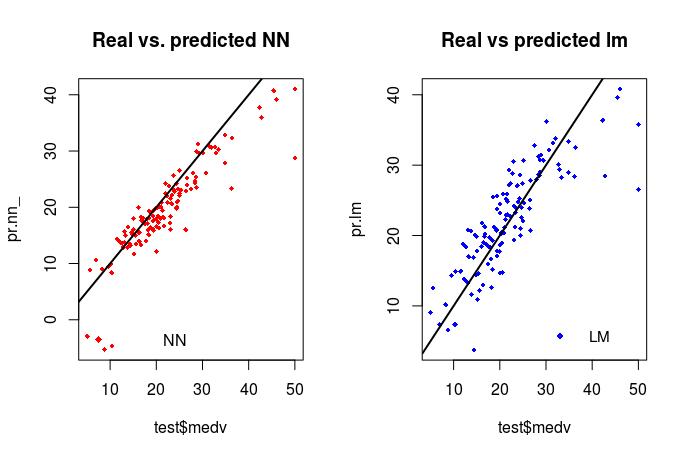 Real vs. predicted NN
pr.nn_
40
30
20
10
0
NN
10 20 30 40 50
test$medv
Real vs predicted lm
pr.lm
40
30
20
10
LM
10 20 30 40 50
test$medv